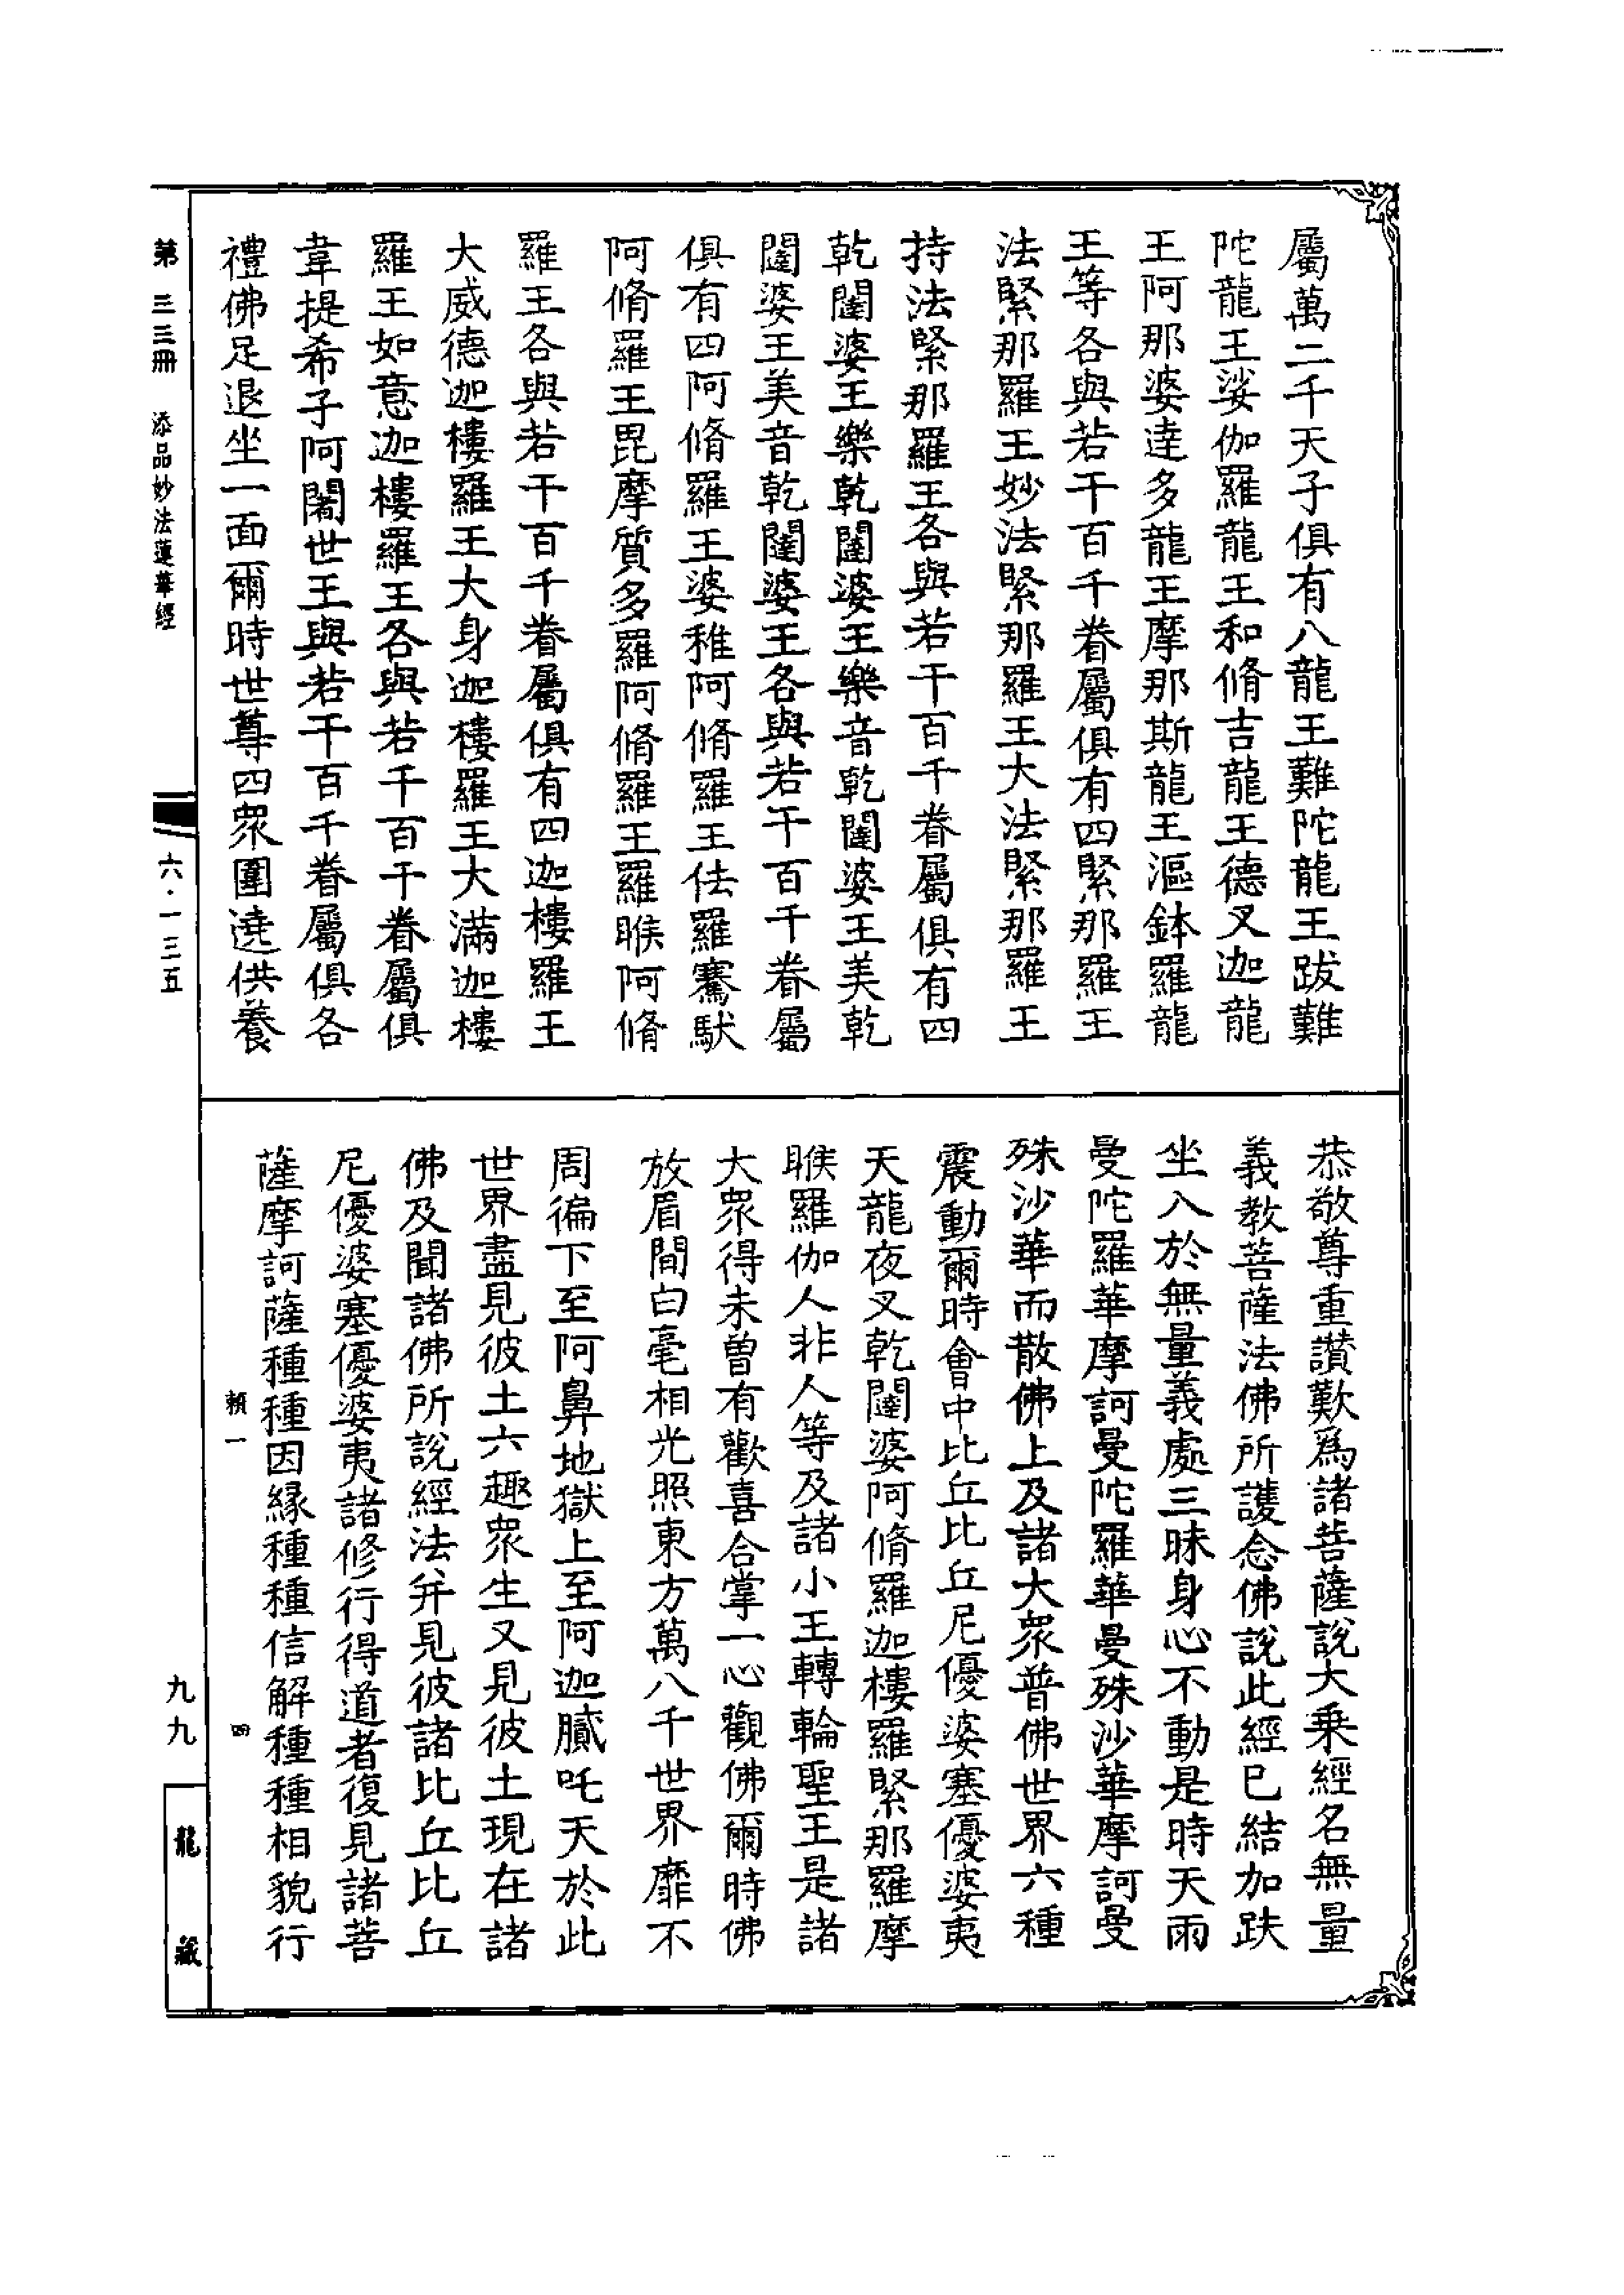 屬萬二千天子俱有八龍王難陀龍王跋難
陀龍王娑伽羅龍王和脩吉龍王德叉迦龍
王阿那婆達多龍王摩那斯龍王漚鉢羅龍
王等各與若干百千眷屬俱有四緊那羅王
法緊那羅王妙法緊那羅王大法緊那羅王
持法緊那羅王各與若干百千眷屬俱有四
乾闥婆王樂乾闥婆王樂音乾闥婆王美乾
闥婆王美音乾闥婆王各與若干百千眷屬
俱有四阿脩羅王婆稚阿脩羅王佉羅騫馱
阿脩羅王毘摩質多羅阿脩羅王羅睺阿脩
羅王各與若干百千眷屬俱有四迦樓羅王
大威德迦樓羅王大身迦樓羅王大滿迦樓
羅王如意迦樓羅王各與若干百千眷屬俱
韋提希子阿闍世王與若干百千眷屬俱各
禮佛足退坐一面爾時世尊四眾圍遶供養
恭敬尊重讚歎爲諸菩薩說大乗經名無量
義教菩薩法佛所護念佛說此經已結加趺
坐入於無量義處三昧身心不動是時天雨
曼陀羅華摩訶曼陀羅華曼殊沙華摩訶曼
殊沙華而散佛上及諸大眾普佛世界六種
震動爾時會中比丘比丘尼優婆塞優婆夷
天龍夜叉乾闥婆阿脩羅迦樓羅緊那羅摩
睺羅伽人非人等及諸小王轉輪聖王是諸
大眾得未曾有歡喜合掌一心觀佛爾時佛
放眉間白毫相光照東方萬八千世界靡不
周徧下至阿鼻地獄上至阿迦膩吒天於此
世界盡見彼土六趣眾生又見彼土現在諸
佛及聞諸佛所說經法并見彼諸比丘比丘
尼優婆塞優婆夷諸修行得道者復見諸菩
薩摩訶薩種種因緣種種信解種種相貌行
賴一 四
第三三冊 添品妙法蓮華經 六·一三五 九九 龍藏